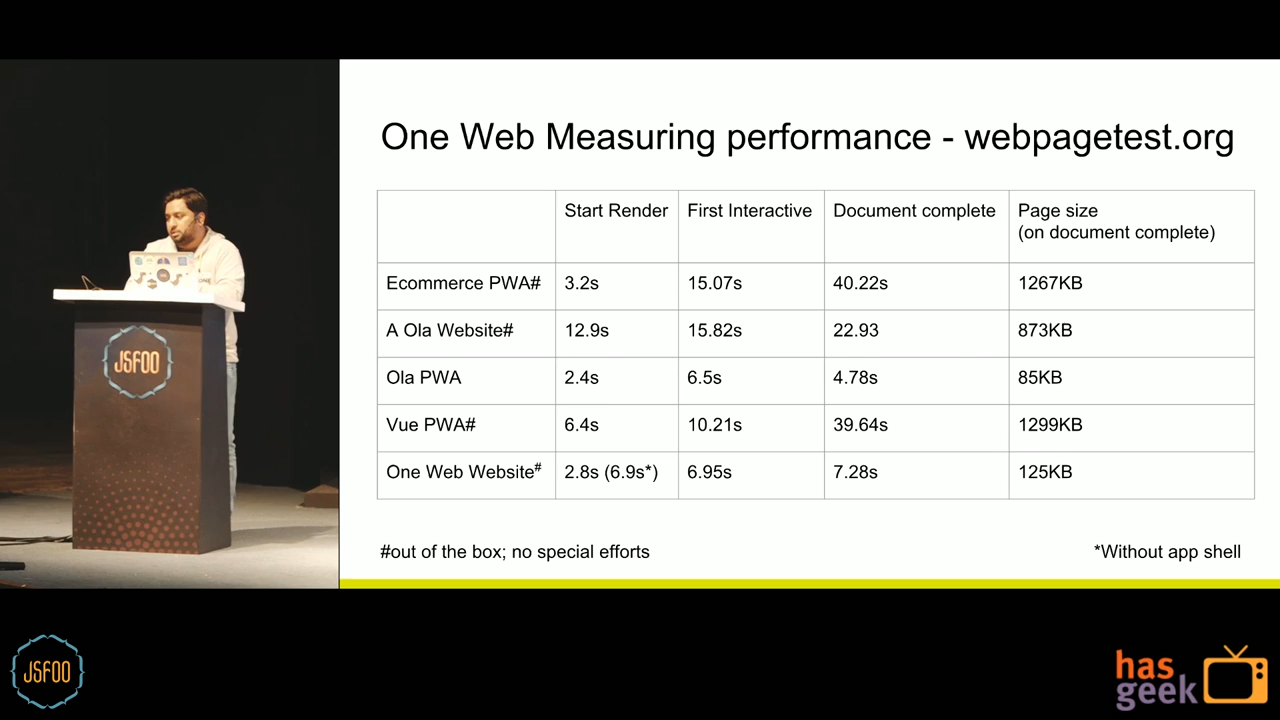 One Web Measuring performance - webpagetest.org
Start Render First Interactive Document complete Page size
(on document complete)
Ecommerce PWA# 3.2s 15.07s 40.22s 1267KB
A Ola Website# 12.9s 15.82s 22.93 873KB
Ola PWA 2.4s 6.5s 4.78s 85KB
Vue PWA# 6.4s 10.21s 39.64s 1299KB
One Web Website# 2.8s (6.9s*) 6.95s 7.28s 125KB
#out of the box; no special efforts *Without app shell
JSFOO
JSFOO
has
geek